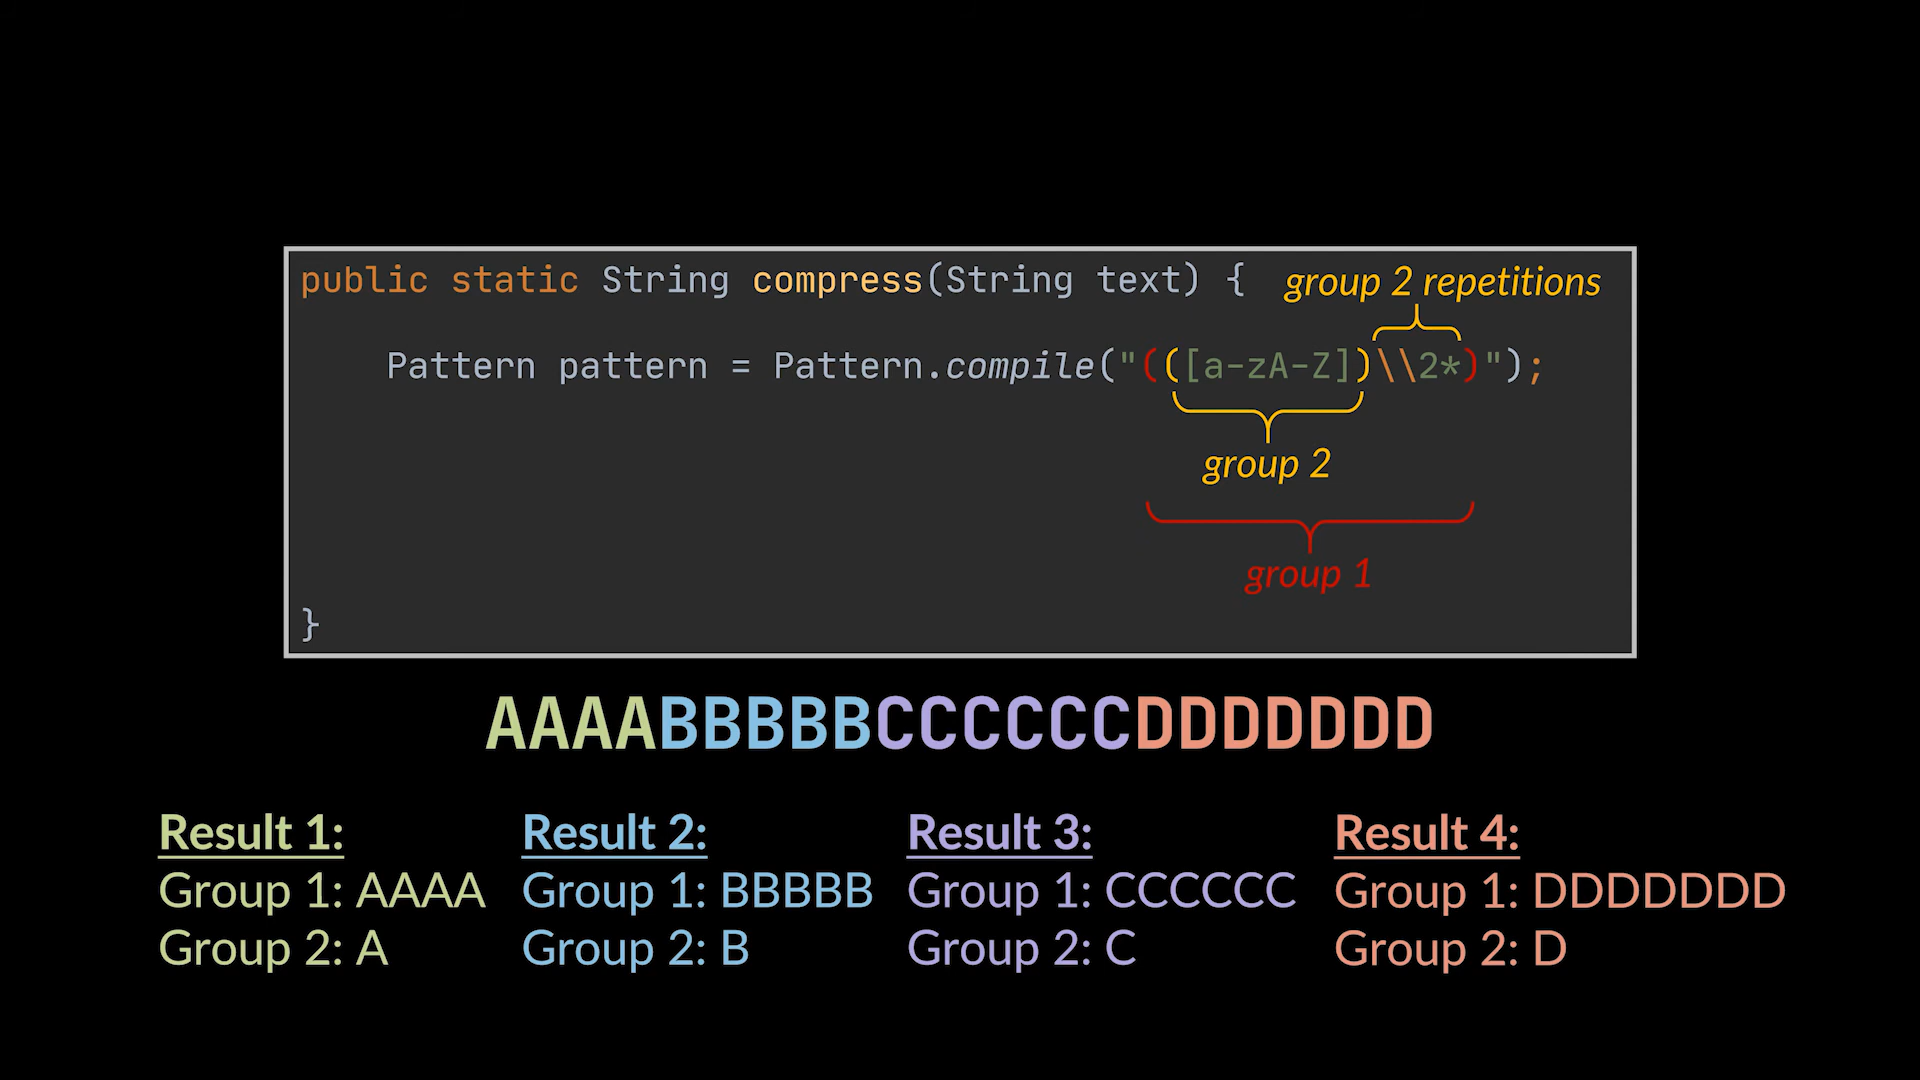 public static String compress(String text) {
group 2 repetitions
Pattern pattern = Pattern.compile("(([a-zA-Z])\\2*)");
group 2
group 1
}
AAAABBBBBCCCCCCDDDDDDD
Result 1:
Group 1: AAAA
Group 2: A
Result 2:
Group 1: BBBBB
Group 2: B
Result 3:
Group 1: CCCCCC
Group 2: C
Result 4:
Group 1: DDDDDDD
Group 2: D